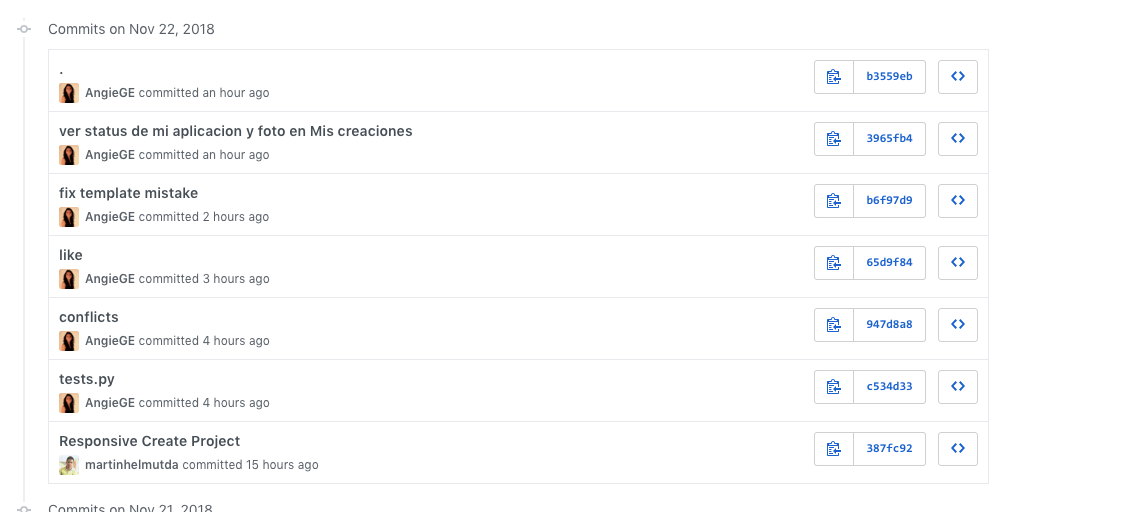 Commits on Nov 22, 2018
.
AngieGE committed an hour ago
b3559eb
ver status de mi aplicacion y foto en Mis creaciones
AngieGE committed an hour ago
3965fb4
fix template mistake
AngieGE committed 2 hours ago
b6f97d9
like
AngieGE committed 3 hours ago
65d9f84
conflicts
AngieGE committed 4 hours ago
947d8a8
tests.py
AngieGE committed 4 hours ago
c534d33
Responsive Create Project
martinhelmutda committed 15 hours ago
387fc92
Commits on Nov 21, 2018